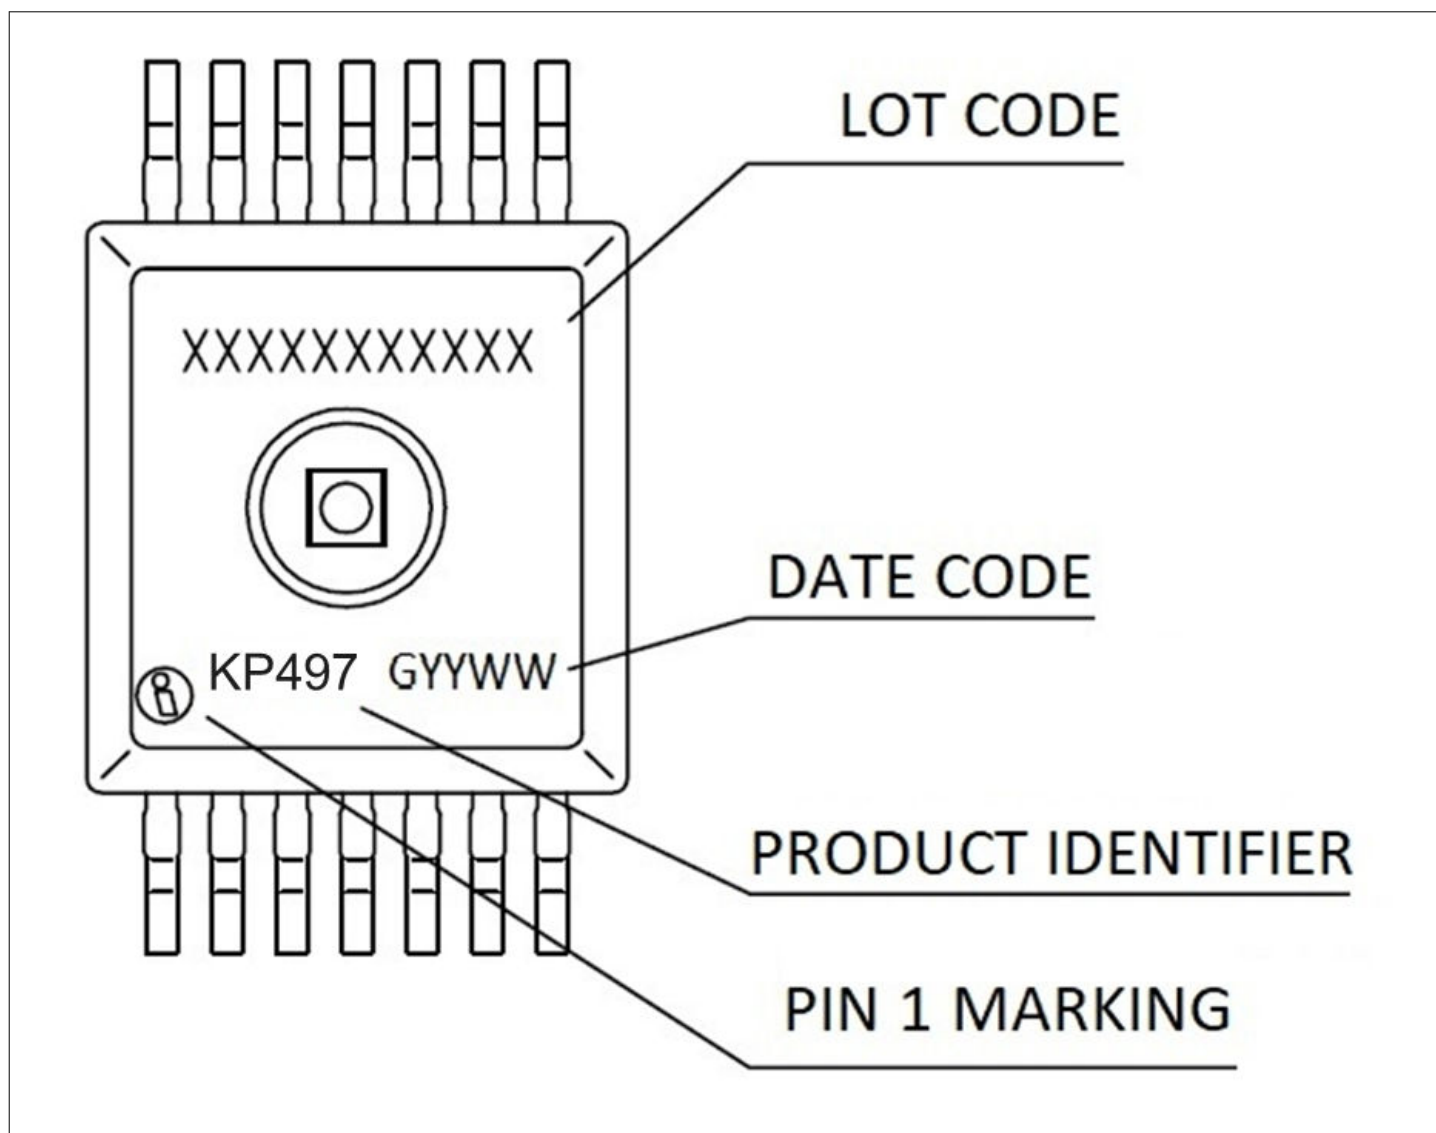 LOT CODE
XXXXXXXXXXX
DATE CODE
KP497 GYYWW
PRODUCT IDENTIFIER
PIN 1 MARKING